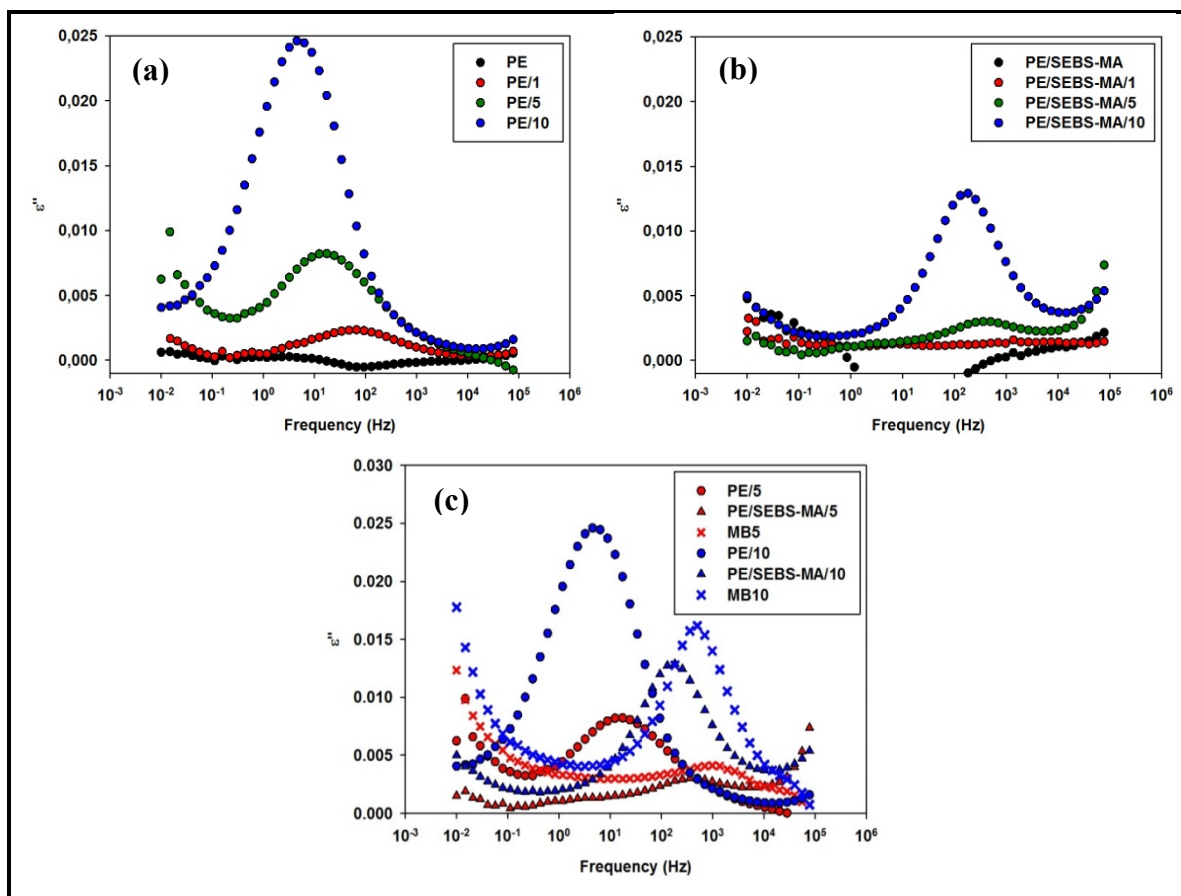 (a)
PE
PE/1
PE/5
PE/10
0,025
0,020
0,015
0,010
0,005
0,000
ε"
10⁻³ 10⁻² 10⁻¹ 10⁰ 10¹ 10² 10³ 10⁴ 10⁵ 10⁶
Frequency (Hz)
(b)
PE/SEBS-MA
PE/SEBS-MA/1
PE/SEBS-MA/5
PE/SEBS-MA/10
0,025
0,020
0,015
0,010
0,005
0,000
ε"
10⁻³ 10⁻² 10⁻¹ 10⁰ 10¹ 10² 10³ 10⁴ 10⁵ 10⁶
Frequency (Hz)
(c)
PE/5
PE/SEBS-MA/5
MB5
PE/10
PE/SEBS-MA/10
MB10
0.030
0.025
0.020
0.015
0.010
0.005
0.000
ε"
10⁻³ 10⁻² 10⁻¹ 10⁰ 10¹ 10² 10³ 10⁴ 10⁵ 10⁶
Frequency (Hz)